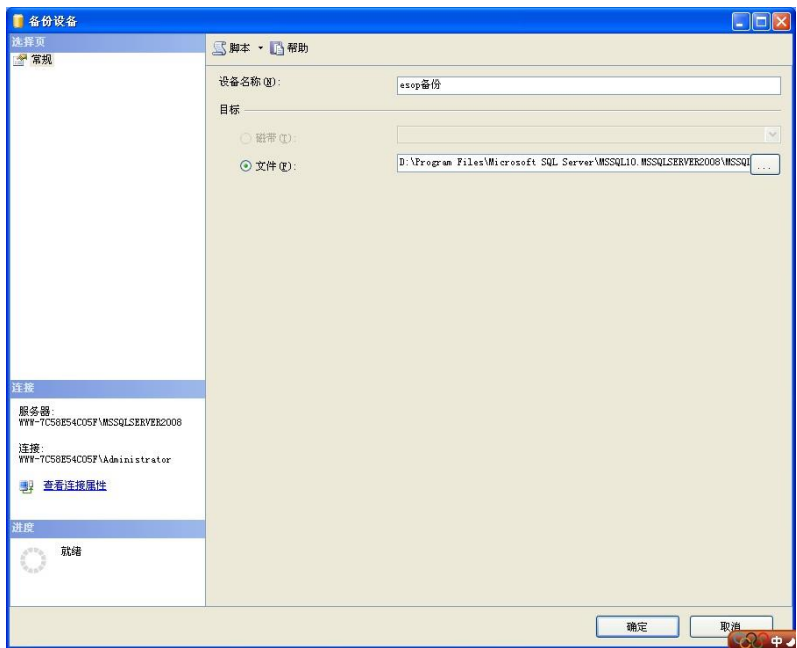 备份设备
选择页
常规
脚本
帮助
设备名称(N):
esop备份
目标
磁带(T):
文件(F):
D:\Program Files\Microsoft SQL Server\MSSQL10.MSSQLSERVER2008\MSSQL
...
连接
服务器:
WWW-7C58E54C05F\MSSQLSERVER2008
连接:
WWW-7C58E54C05F\Administrator
查看连接属性
进度
就绪
确定
取消
中